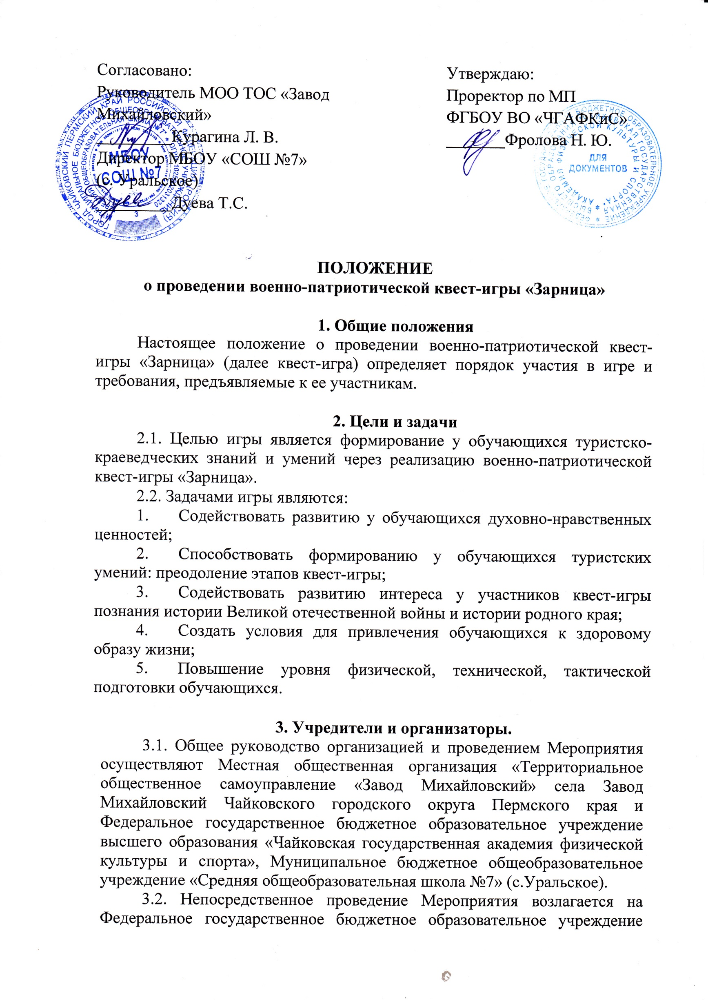 Согласовано:
Руководитель МОО ТОС «Завод
Михайловский»
_________Курагина Л. В.
Директор МБОУ «СОШ №7»
(с. Уральское)
_________Дуева Т.С.
МБОУ
СОШ №7
Утверждаю:
Проректор по МП
ФГБОУ ВО «ЧГАФКиС»
_______Фролова Н. Ю.
ДЛЯ
ДОКУМЕНТОВ
ПОЛОЖЕНИЕ
о проведении военно-патриотической квест-игры «Зарница»
1. Общие положения
Настоящее положение о проведении военно-патриотической квест-
игры «Зарница» (далее квест-игра) определяет порядок участия в игре и
требования, предъявляемые к ее участникам.
2. Цели и задачи
2.1. Целью игры является формирование у обучающихся туристско-
краеведческих знаний и умений через реализацию военно-патриотической
квест-игры «Зарница».
2.2. Задачами игры являются:
1. Содействовать развитию у обучающихся духовно-нравственных
ценностей;
2. Способствовать формированию у обучающихся туристских
умений: преодоление этапов квест-игры;
3. Содействовать развитию интереса у участников квест-игры
познания истории Великой отечественной войны и истории родного края;
4. Создать условия для привлечения обучающихся к здоровому
образу жизни;
5. Повышение уровня физической, технической, тактической
подготовки обучающихся.
3. Учредители и организаторы.
3.1. Общее руководство организацией и проведением Мероприятия
осуществляют Местная общественная организация «Территориальное
общественное самоуправление «Завод Михайловский» села Завод
Михайловский Чайковского городского округа Пермского края и
Федеральное государственное бюджетное образовательное учреждение
высшего образования «Чайковская государственная академия физической
культуры и спорта», Муниципальное бюджетное общеобразовательное
учреждение «Средняя общеобразовательная школа №7» (с.Уральское).
3.2. Непосредственное проведение Мероприятия возлагается на
Федеральное государственное бюджетное образовательное учреждение